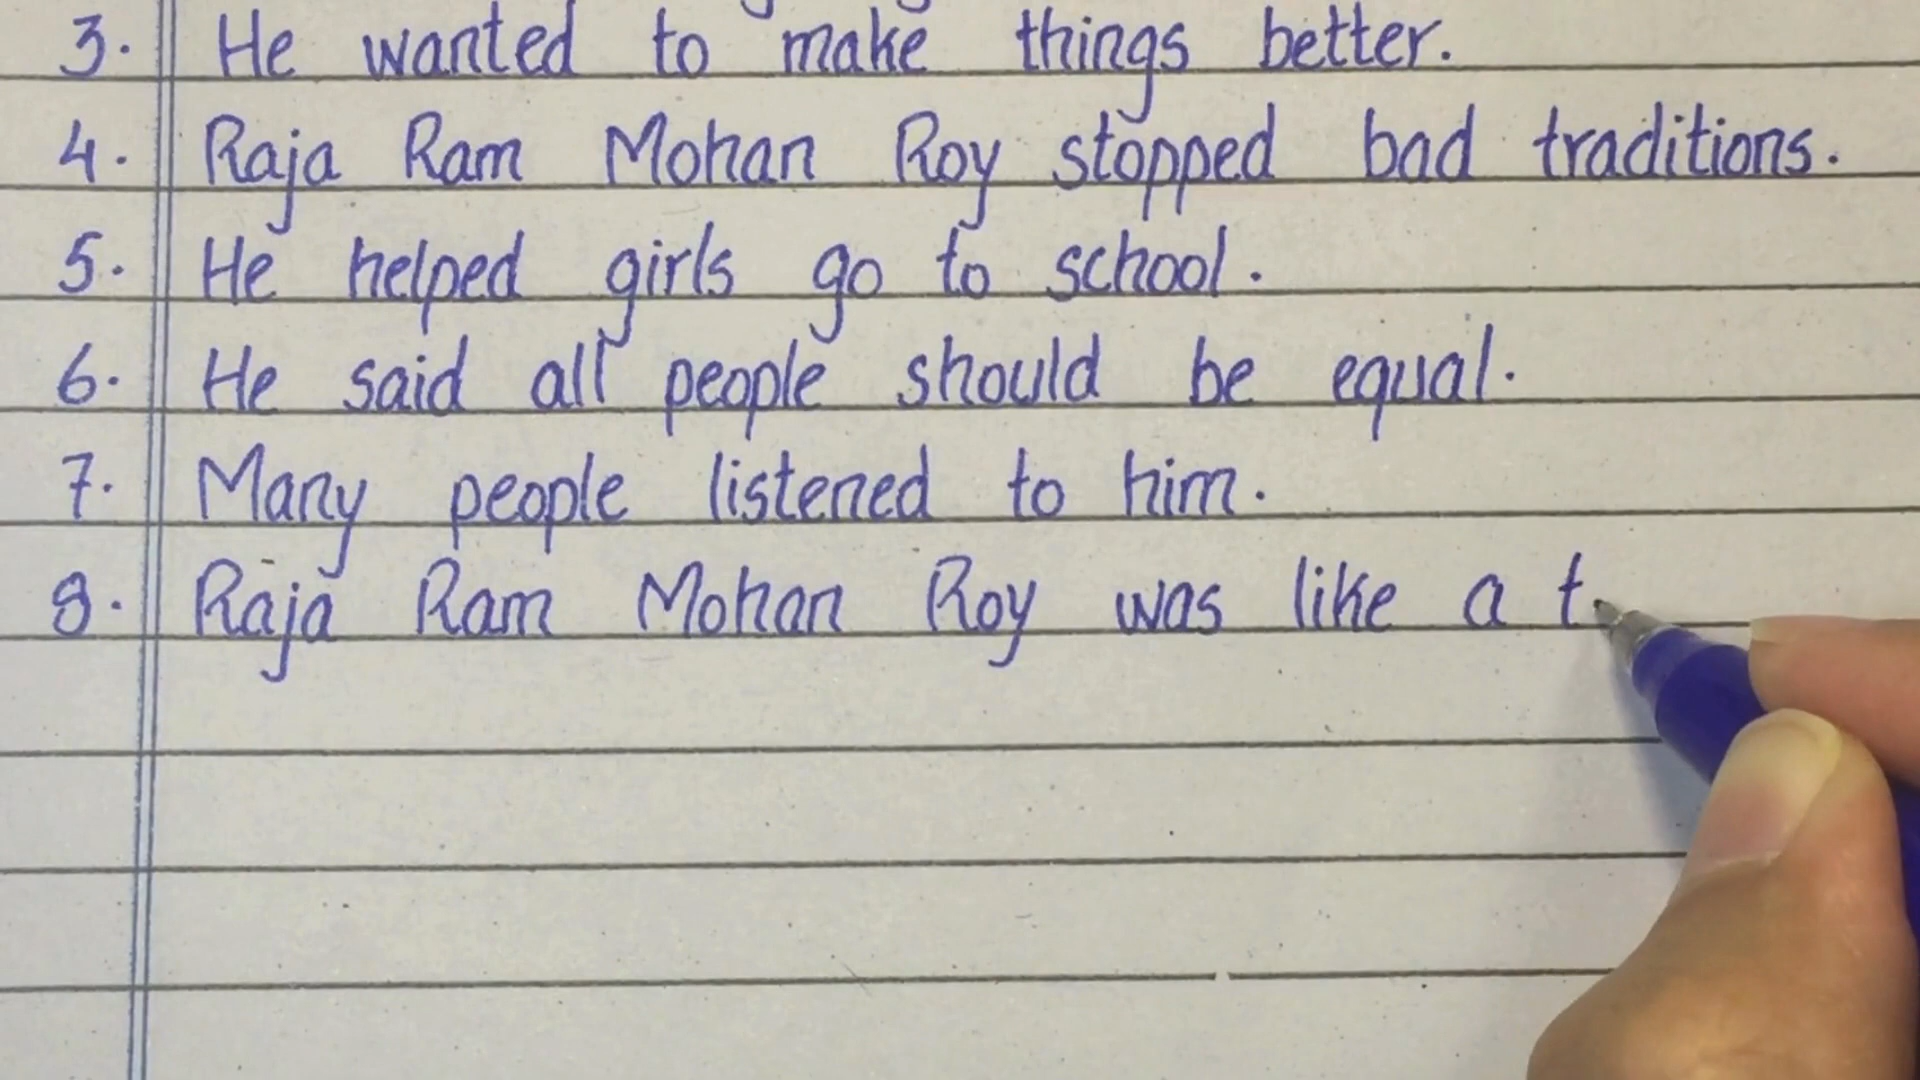 3. He wanted to make things better.
4. Raja Ram Mohan Roy stopped bad traditions.
5. He helped girls go to school.
6. He said all people should be equal.
7. Many people listened to him.
8. Raja Ram Mohan Roy was like a t